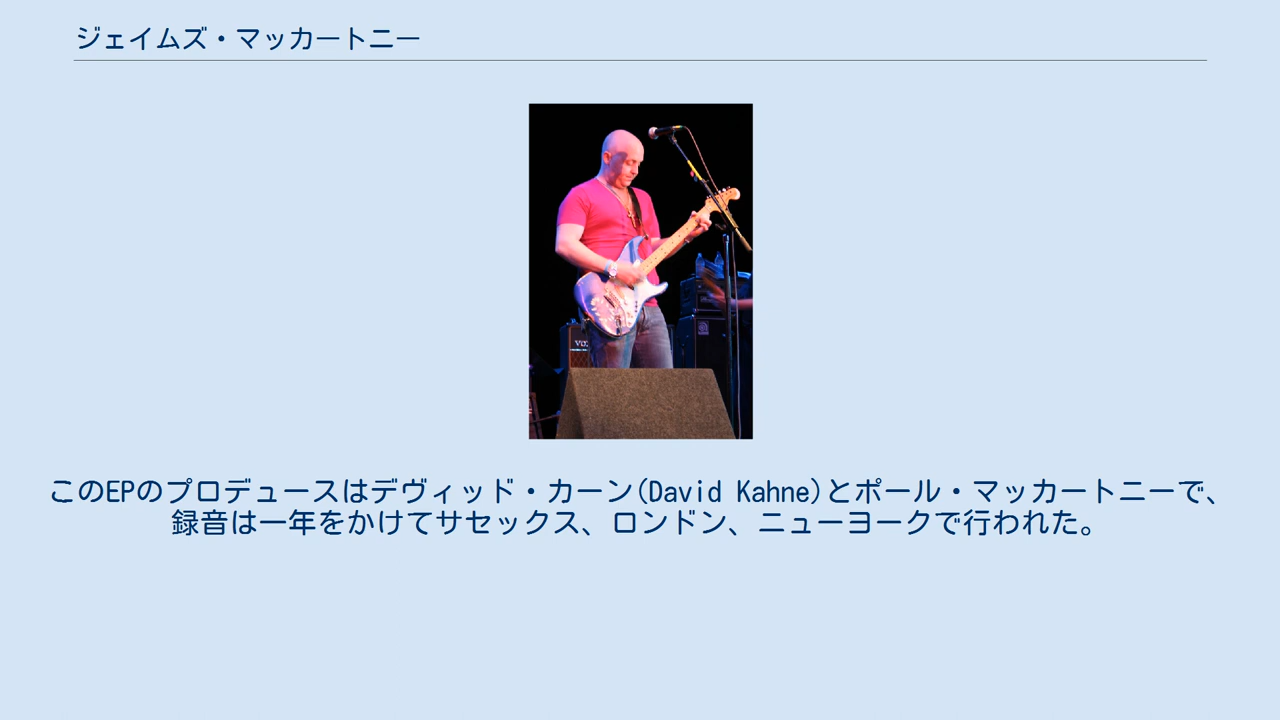 ジェイムズ・マッカートニー
このEPのプロデュースはデヴィッド・カーン(David Kahne)とポール・マッカートニーで、
録音は一年をかけてサセックス、ロンドン、ニューヨークで行われた。